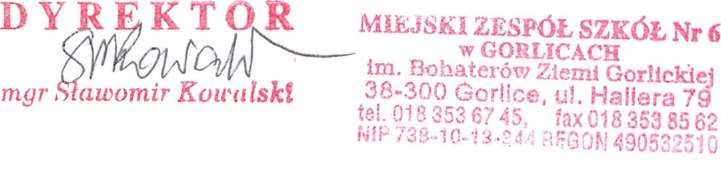 DYREKTOR
mgr Sławomir Kowalski
MIEJSKI ZESPÓŁ SZKÓŁ Nr 6
w GORLICACH
im. Bohaterów Ziemi Gorlickiej
38-300 Gorlice, ul. Hallera 79
tel. 018 353 67 45, fax 018 353 85 62
NIP 738-10-13-244 REGON 490532510